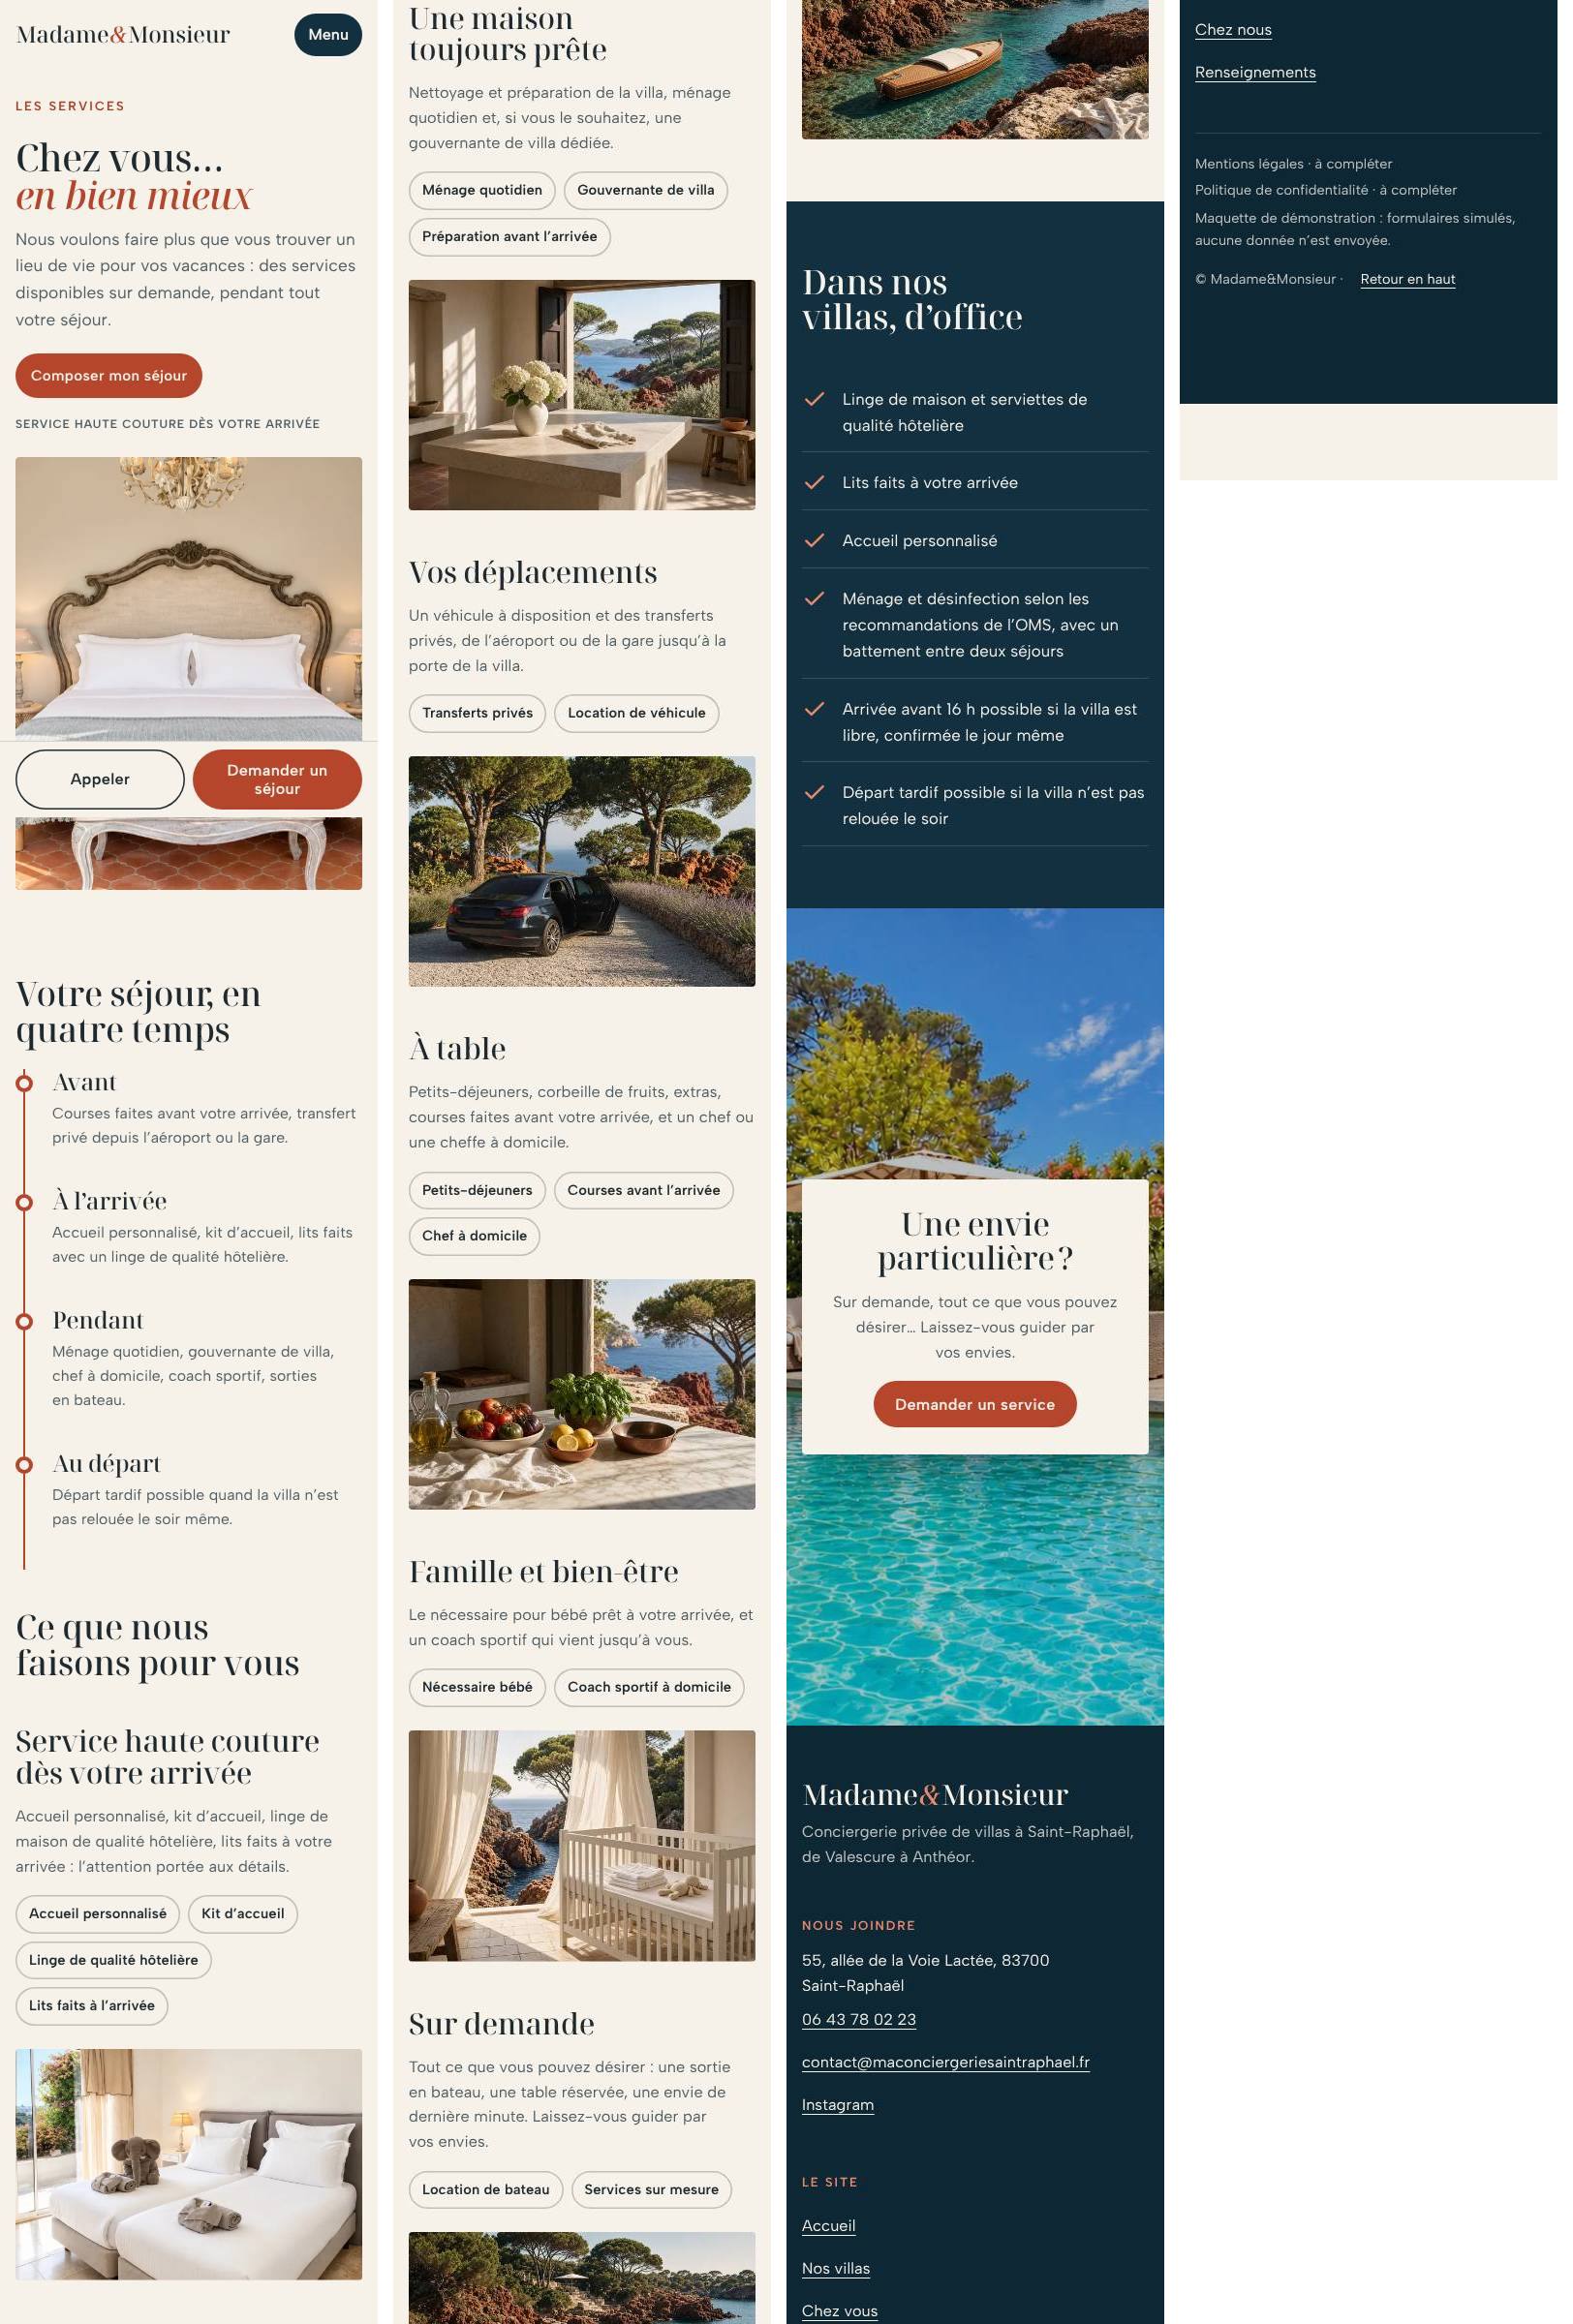 Madame&Monsieur
Menu
LES SERVICES
Chez vous…
en bien mieux
Nous voulons faire plus que vous trouver un
lieu de vie pour vos vacances : des services
disponibles sur demande, pendant tout
votre séjour.
Composer mon séjour
SERVICE HAUTE COUTURE DÈS VOTRE ARRIVÉE
Appeler
Demander un
séjour
Votre séjour, en
quatre temps
Avant
Courses faites avant votre arrivée, transfert
privé depuis l’aéroport ou la gare.
À l’arrivée
Accueil personnalisé, kit d’accueil, lits faits
avec un linge de qualité hôtelière.
Pendant
Ménage quotidien, gouvernante de villa,
chef à domicile, coach sportif, sorties
en bateau.
Au départ
Départ tardif possible quand la villa n’est
pas relouée le soir même.
Ce que nous
faisons pour vous
Service haute couture
dès votre arrivée
Accueil personnalisé, kit d’accueil, linge de
maison de qualité hôtelière, lits faits à votre
arrivée : l’attention portée aux détails.
Accueil personnalisé
Kit d’accueil
Linge de qualité hôtelière
Lits faits à l’arrivée
Une maison
toujours prête
Nettoyage et préparation de la villa, ménage
quotidien et, si vous le souhaitez, une
gouvernante de villa dédiée.
Ménage quotidien
Gouvernante de villa
Préparation avant l’arrivée
Vos déplacements
Un véhicule à disposition et des transferts
privés, de l’aéroport ou de la gare jusqu’à la
porte de la villa.
Transferts privés
Location de véhicule
À table
Petits-déjeuners, corbeille de fruits, extras,
courses faites avant votre arrivée, et un chef ou
une cheffe à domicile.
Petits-déjeuners
Courses avant l’arrivée
Chef à domicile
Famille et bien-être
Le nécessaire pour bébé prêt à votre arrivée, et
un coach sportif qui vient jusqu’à vous.
Nécessaire bébé
Coach sportif à domicile
Sur demande
Tout ce que vous pouvez désirer : une sortie
en bateau, une table réservée, une envie de
dernière minute. Laissez-vous guider par
vos envies.
Location de bateau
Services sur mesure
Dans nos
villas, d’office
Linge de maison et serviettes de
qualité hôtelière
Lits faits à votre arrivée
Accueil personnalisé
Ménage et désinfection selon les
recommandations de l’OMS, avec un
battement entre deux séjours
Arrivée avant 16 h possible si la villa est
libre, confirmée le jour même
Départ tardif possible si la villa n’est pas
relouée le soir
Une envie
particulière ?
Sur demande, tout ce que vous pouvez
désirer… Laissez-vous guider par
vos envies.
Demander un service
Madame&Monsieur
Conciergerie privée de villas à Saint-Raphaël,
de Valescure à Anthéor.
NOUS JOINDRE
55, allée de la Voie Lactée, 83700
Saint-Raphaël
06 43 78 02 23
contact@maconciergeriesaintraphael.fr
Instagram
LE SITE
Accueil
Nos villas
Chez vous
Chez nous
Renseignements
Mentions légales · à compléter
Politique de confidentialité · à compléter
Maquette de démonstration : formulaires simulés,
aucune donnée n’est envoyée.
© Madame&Monsieur · Retour en haut